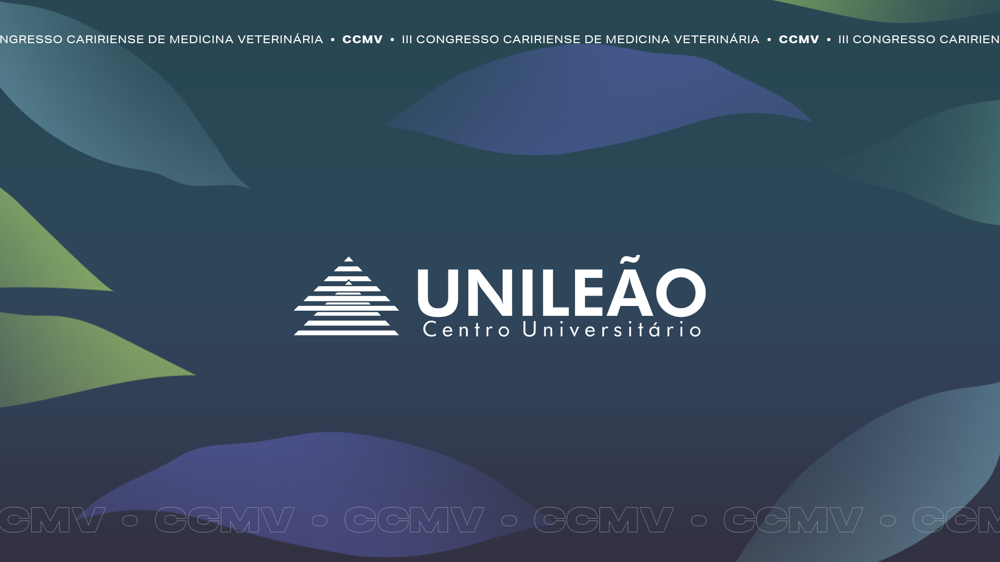 NGRESSO CARIRIENSE DE MEDICINA VETERINÁRIA • CCMV • III CONGRESSO CARIRIENSE DE MEDICINA VETERINÁRIA • CCMV • III CONGRESSO CARIRIEN
UNILEÃO
Centro Universitário
CMV • CCMV • CCMV • CCMV • CCMV • CCM